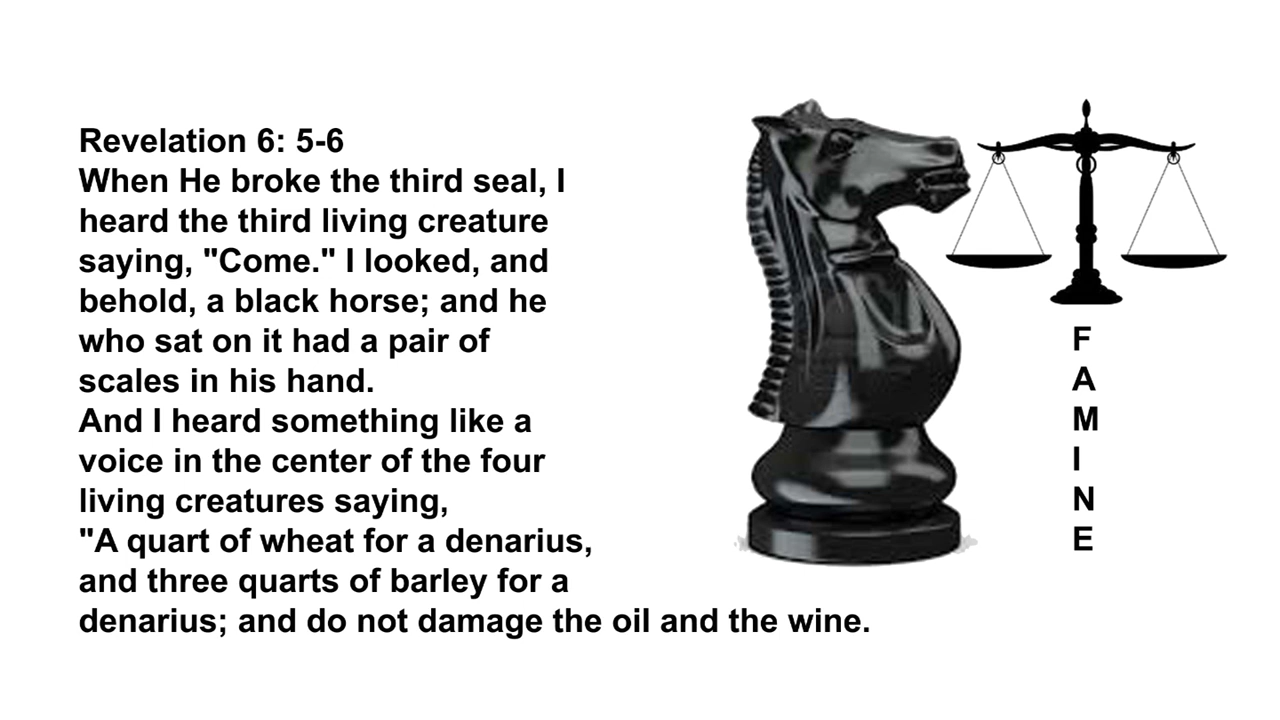 Revelation 6: 5-6
When He broke the third seal, I
heard the third living creature
saying, "Come." I looked, and
behold, a black horse; and he
who sat on it had a pair of
scales in his hand.
And I heard something like a
voice in the center of the four
living creatures saying,
"A quart of wheat for a denarius,
and three quarts of barley for a
denarius; and do not damage the oil and the wine.
F
A
M
I
N
E